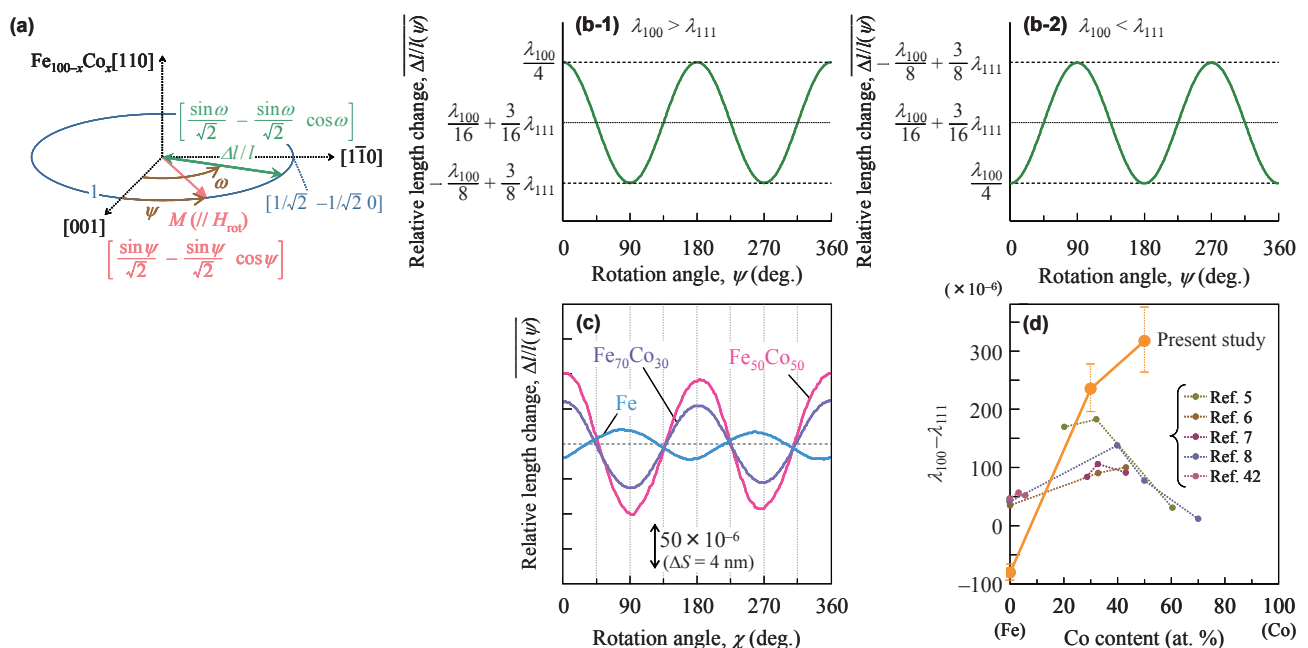 (a)
Fe100−xCox[110]
[sinω/√2 − sinω/√2 cosω]
Δl/l
[11̄0]
ω
1
[1/√2 −1/√2 0]
[001]
ψ
M (// Hrot)
[sinψ/√2 − sinψ/√2 cosψ]
(b-1)
λ100 > λ111
Relative length change, Δl/l(ψ)
λ100/4
λ100/16 + 3/16 λ111
− λ100/8 + 3/8 λ111
0 90 180 270 360
Rotation angle, ψ (deg.)
(b-2)
λ100 < λ111
Relative length change, Δl/l(ψ)
− λ100/8 + 3/8 λ111
λ100/16 + 3/16 λ111
λ100/4
0 90 180 270 360
Rotation angle, ψ (deg.)
(c)
Relative length change, Δl/l(ψ)
Fe70Co30
Fe50Co50
Fe
50 × 10−6
(ΔS = 4 nm)
0 90 180 270 360
Rotation angle, χ (deg.)
(× 10−6)
(d)
λ100−λ111
300
200
100
0
−100
Present study
Ref. 5
Ref. 6
Ref. 7
Ref. 8
Ref. 42
0 20 40 60 80 100
(Fe) (Co)
Co content (at. %)